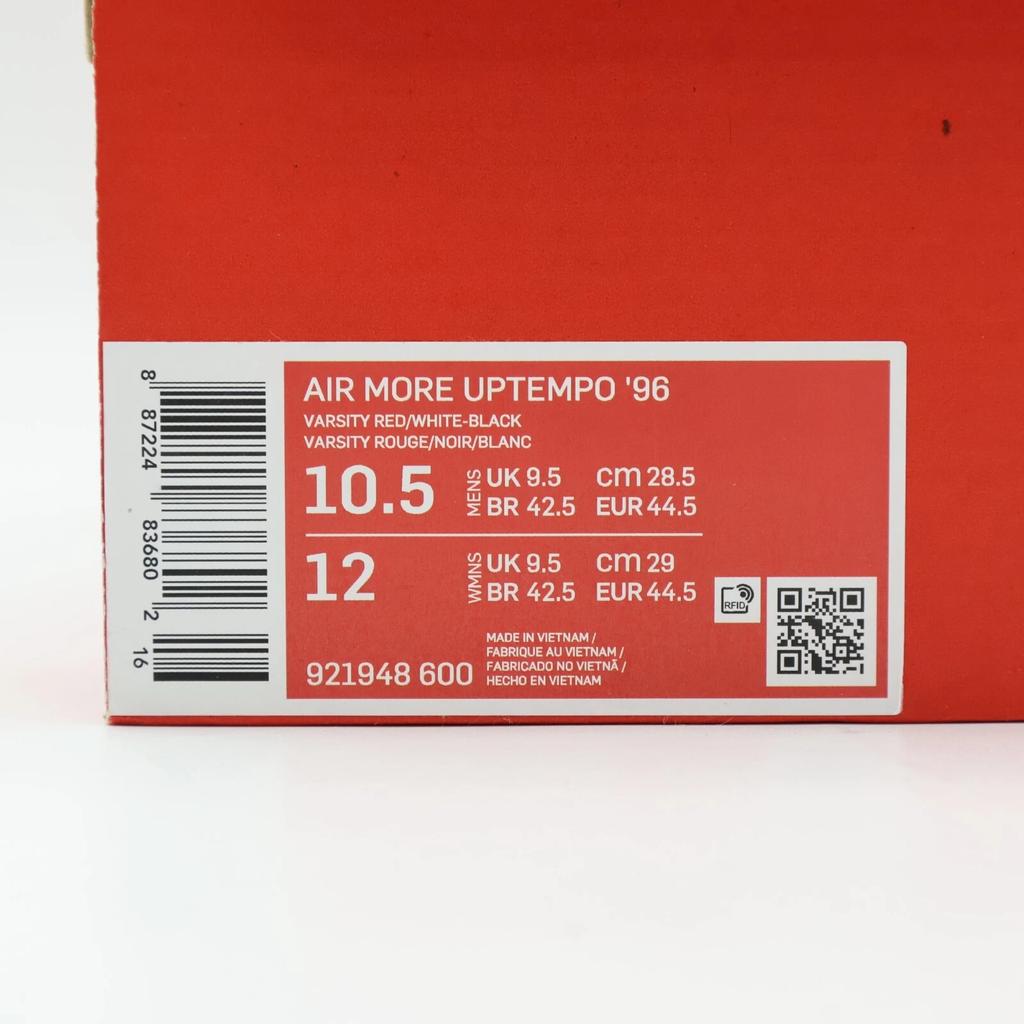 AIR MORE UPTEMPO '96
VARSITY RED/WHITE-BLACK
VARSITY ROUGE/NOIR/BLANC
10.5 MENS UK 9.5 CM 28.5
BR 42.5 EUR 44.5
12 WMNS UK 9.5 CM 29
BR 42.5 EUR 44.5
RFID
921948 600
MADE IN VIETNAM /
FABRIQUE AU VIETNAM /
FABRICADO NO VIETNÃ /
HECHO EN VIETNAM
8 87224 83680 2 16